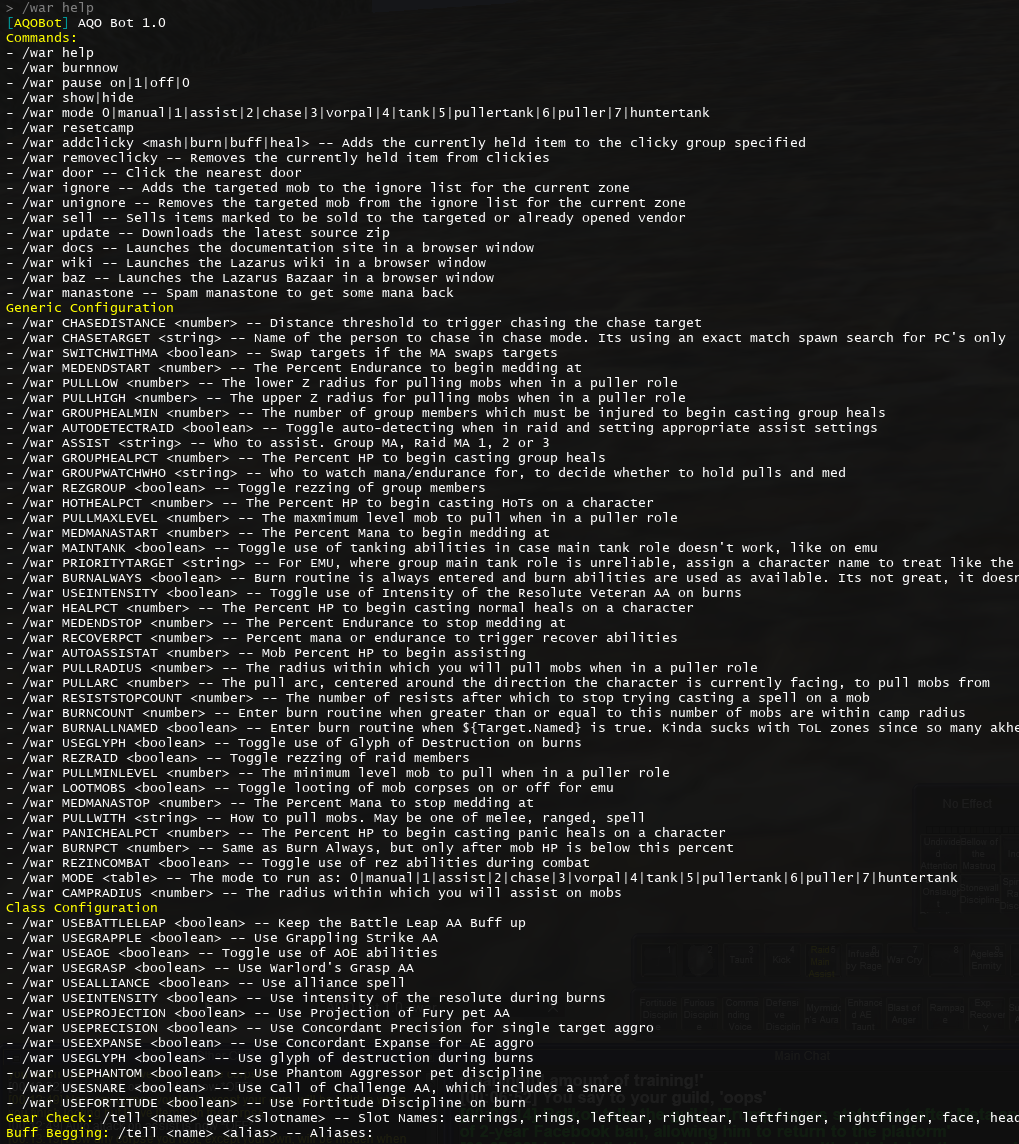 > /war help
[AQOBot] AQO Bot 1.0
Commands:
- /war help
- /war burnnow
- /war pause on|1|off|0
- /war show|hide
- /war mode 0|manual|1|assist|2|chase|3|vorpal|4|tank|5|pullertank|6|puller|7|huntertank
- /war resetcamp
- /war addclicky <mash|burn|buff|heal> -- Adds the currently held item to the clicky group specified
- /war removeclicky -- Removes the currently held item from clickies
- /war door -- Click the nearest door
- /war ignore -- Adds the targeted mob to the ignore list for the current zone
- /war unignore -- Removes the targeted mob from the ignore list for the current zone
- /war sell -- Sells items marked to be sold to the targeted or already opened vendor
- /war update -- Downloads the latest source zip
- /war docs -- Launches the documentation site in a browser window
- /war wiki -- Launches the Lazarus wiki in a browser window
- /war baz -- Launches the Lazarus Bazaar in a browser window
- /war manastone -- Spam manastone to get some mana back
Generic Configuration
- /war CHASEDISTANCE <number> -- Distance threshold to trigger chasing the chase target
- /war CHASETARGET <string> -- Name of the person to chase in chase mode. Its using an exact match spawn search for PC's only
- /war SWITCHWITHMA <boolean> -- Swap targets if the MA swaps targets
- /war MEDENDSTART <number> -- The Percent Endurance to begin medding at
- /war PULLLOW <number> -- The lower Z radius for pulling mobs when in a puller role
- /war PULLHIGH <number> -- The upper Z radius for pulling mobs when in a puller role
- /war GROUPHEALMIN <number> -- The number of group members which must be injured to begin casting group heals
- /war AUTODETECTRAID <boolean> -- Toggle auto-detecting when in raid and setting appropriate assist settings
- /war ASSIST <string> -- Who to assist. Group MA, Raid MA 1, 2 or 3
- /war GROUPHEALPCT <number> -- The Percent HP to begin casting group heals
- /war GROUPWATCHWHO <string> -- Who to watch mana/endurance for, to decide whether to hold pulls and med
- /war REZGROUP <boolean> -- Toggle rezzing of group members
- /war HOTHEALPCT <number> -- The Percent HP to begin casting HoTs on a character
- /war PULLMAXLEVEL <number> -- The maxmimum level mob to pull when in a puller role
- /war MEDMANASTART <number> -- The Percent Mana to begin medding at
- /war MAINTANK <boolean> -- Toggle use of tanking abilities in case main tank role doesn't work, like on emu
- /war PRIORITYTARGET <string> -- For EMU, where group main tank role is unreliable, assign a character name to treat like the
- /war BURNALWAYS <boolean> -- Burn routine is always entered and burn abilities are used as available. Its not great, it doesn
- /war USEINTENSITY <boolean> -- Toggle use of Intensity of the Resolute Veteran AA on burns
- /war HEALPCT <number> -- The Percent HP to begin casting normal heals on a character
- /war MEDENDSTOP <number> -- The Percent Endurance to stop medding at
- /war RECOVERPCT <number> -- Percent mana or endurance to trigger recover abilities
- /war AUTOASSISTAT <number> -- Mob Percent HP to begin assisting
- /war PULLRADIUS <number> -- The radius within which you will pull mobs when in a puller role
- /war PULLARC <number> -- The pull arc, centered around the direction the character is currently facing, to pull mobs from
- /war RESISTSTOPCOUNT <number> -- The number of resists after which to stop trying casting a spell on a mob
- /war BURNCOUNT <number> -- Enter burn routine when greater than or equal to this number of mobs are within camp radius
- /war BURNALLNAMED <boolean> -- Enter burn routine when ${Target.Named} is true. Kinda sucks with ToL zones since so many akhe
- /war USEGLYPH <boolean> -- Toggle use of Glyph of Destruction on burns
- /war REZRAID <boolean> -- Toggle rezzing of raid members
- /war PULLMINLEVEL <number> -- The minimum level mob to pull when in a puller role
- /war LOOTMOBS <boolean> -- Toggle looting of mob corpses on or off for emu
- /war MEDMANASTOP <number> -- The Percent Mana to stop medding at
- /war PULLWITH <string> -- How to pull mobs. May be one of melee, ranged, spell
- /war PANICHEALPCT <number> -- The Percent HP to begin casting panic heals on a character
- /war BURNPCT <number> -- Same as Burn Always, but only after mob HP is below this percent
- /war REZINCOMBAT <boolean> -- Toggle use of rez abilities during combat
- /war MODE <table> -- The mode to run as: 0|manual|1|assist|2|chase|3|vorpal|4|tank|5|pullertank|6|puller|7|huntertank
- /war CAMPRADIUS <number> -- The radius within which you will assist on mobs
Class Configuration
- /war USEBATTLELEAP <boolean> -- Keep the Battle Leap AA Buff up
- /war USEGRAPPLE <boolean> -- Use Grappling Strike AA
- /war USEAOE <boolean> -- Toggle use of AOE abilities
- /war USEGRASP <boolean> -- Use Warlord's Grasp AA
- /war USEALLIANCE <boolean> -- Use alliance spell
- /war USEINTENSITY <boolean> -- Use intensity of the resolute during burns
- /war USEPROJECTION <boolean> -- Use Projection of Fury pet AA
- /war USEPRECISION <boolean> -- Use Concordant Precision for single target aggro
- /war USEEXPANSE <boolean> -- Use Concordant Expanse for AE aggro
- /war USEGLYPH <boolean> -- Use glyph of destruction during burns
- /war USEPHANTOM <boolean> -- Use Phantom Aggressor pet discipline
- /war USESNARE <boolean> -- Use Call of Challenge AA, which includes a snare
- /war USEFORTITUDE <boolean> -- Use Fortitude Discipline on burn
Gear Check: /tell <name> gear <slotname> -- Slot Names: earrings, rings, leftear, rightear, leftfinger, rightfinger, face, head
Buff Begging: /tell <name> <alias> -- Aliases:
No Effect
Taunt
Kick
War Cry
Main Chat
amount of training!'
You say to your guild, 'oops'